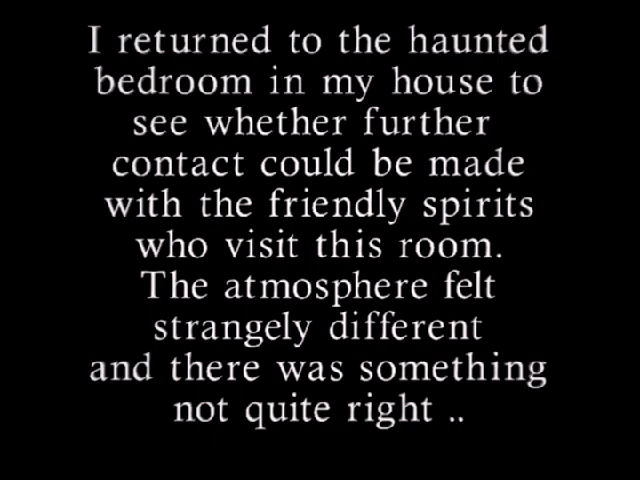 I returned to the haunted
bedroom in my house to
see whether further
contact could be made
with the friendly spirits
who visit this room.
The atmosphere felt
strangely different
and there was something
not quite right ..